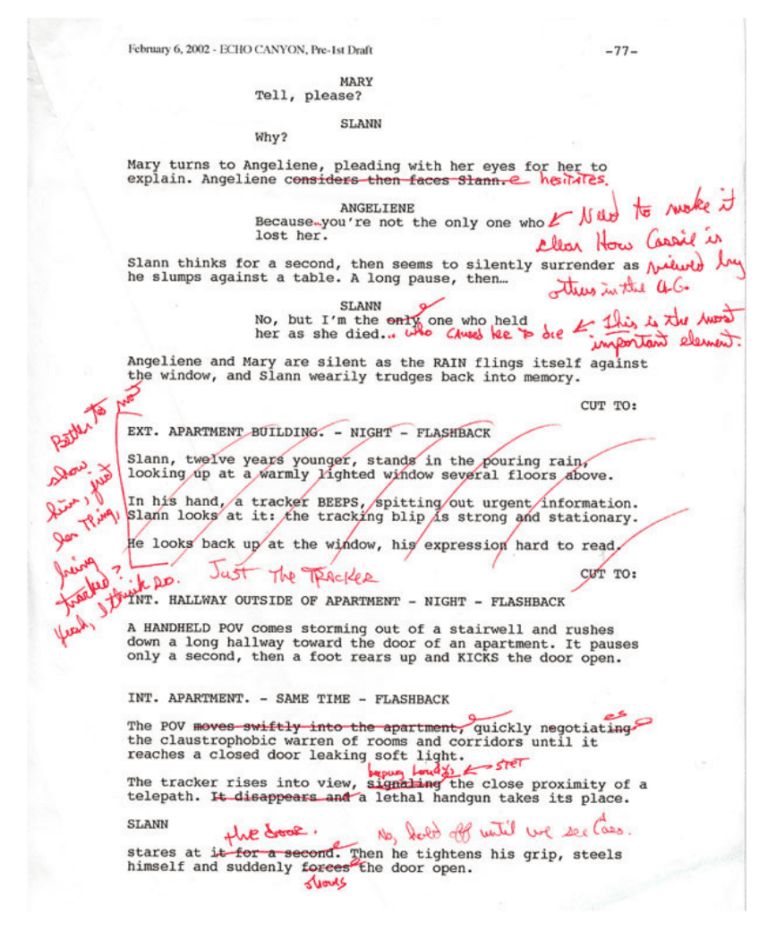 February 6, 2002 - ECHO CANYON, Pre-1st Draft -77-
MARY
Tell, please?
SLANN
Why?
Mary turns to Angeliene, pleading with her eyes for her to
explain. Angeliene considers then faces Slann. hesitates.
ANGELIENE
Because…you're not the only one who
lost her.
Need to make it
clear How Cassie is
viewed by
others in the U.G.
Slann thinks for a second, then seems to silently surrender as
he slumps against a table. A long pause, then…
SLANN
No, but I'm the only one who held
her as she died… who caused her to die
This is the most
important element.
Angeliene and Mary are silent as the RAIN flings itself against
the window, and Slann wearily trudges back into memory.
CUT TO:
Better to not
show
him, just
being
tracked?
Yeah, I think so.
EXT. APARTMENT BUILDING. - NIGHT - FLASHBACK
Slann, twelve years younger, stands in the pouring rain,
looking up at a warmly lighted window several floors above.
In his hand, a tracker BEEPS, spitting out urgent information.
Slann looks at it: the tracking blip is strong and stationary.
He looks back up at the window, his expression hard to read.
Just The TRACKER
CUT TO:
INT. HALLWAY OUTSIDE OF APARTMENT - NIGHT - FLASHBACK
A HANDHELD POV comes storming out of a stairwell and rushes
down a long hallway toward the door of an apartment. It pauses
only a second, then a foot rears up and KICKS the door open.
INT. APARTMENT. - SAME TIME - FLASHBACK
The POV moves swiftly into the apartment, quickly negotiating es
the claustrophobic warren of rooms and corridors until it
reaches a closed door leaking soft light.
beeping loudly STET
The tracker rises into view, signaling the close proximity of a
telepath. It disappears and a lethal handgun takes its place.
SLANN
the door. No, hold off until we see Cass.
stares at it for a second. Then he tightens his grip, steels
himself and suddenly forces the door open.
shoves